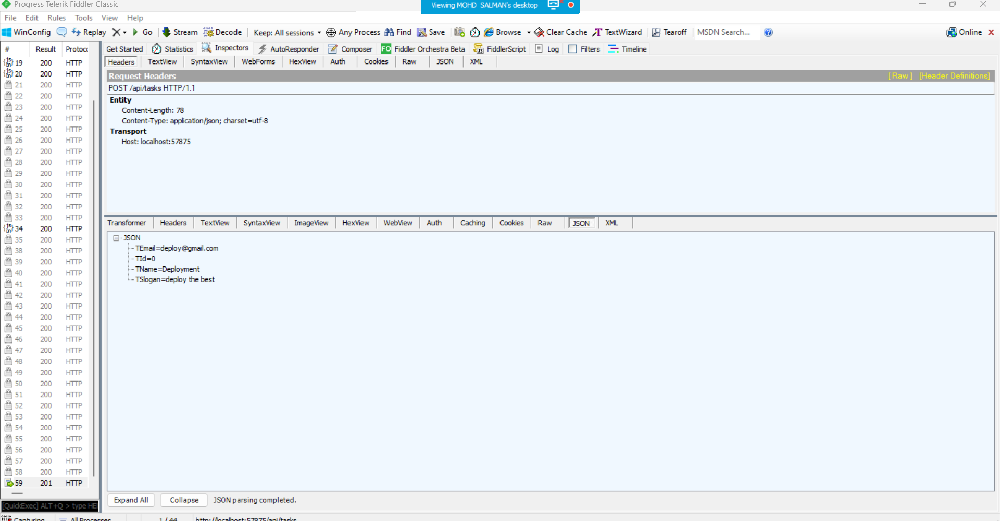 Progress Telerik Fiddler Classic
Viewing MOHD SALMAN's desktop
File Edit Rules Tools View Help
WinConfig Replay Go Stream Decode Keep: All sessions Any Process Find Save Browse Clear Cache TextWizard Tearoff MSDN Search... Online
# Result Protoco
Get Started Statistics Inspectors AutoResponder Composer FO Fiddler Orchestra Beta FiddlerScript Log Filters Timeline
Headers TextView SyntaxView WebForms HexView Auth Cookies Raw JSON XML
Request Headers [ Raw ] [Header Definitions]
POST /api/tasks HTTP/1.1
Entity
Content-Length: 78
Content-Type: application/json; charset=utf-8
Transport
Host: localhost:57875
19 200 HTTP
20 200 HTTP
21 200 HTTP
22 200 HTTP
23 200 HTTP
24 200 HTTP
25 200 HTTP
26 200 HTTP
27 200 HTTP
28 200 HTTP
29 200 HTTP
30 200 HTTP
31 200 HTTP
32 200 HTTP
33 200 HTTP
34 200 HTTP
35 200 HTTP
38 200 HTTP
39 200 HTTP
40 200 HTTP
41 200 HTTP
42 200 HTTP
43 200 HTTP
44 200 HTTP
45 200 HTTP
46 200 HTTP
47 200 HTTP
48 200 HTTP
49 200 HTTP
50 200 HTTP
51 200 HTTP
52 200 HTTP
53 200 HTTP
54 200 HTTP
55 200 HTTP
56 200 HTTP
57 200 HTTP
58 200 HTTP
59 201 HTTP
Transformer Headers TextView SyntaxView ImageView HexView WebView Auth Caching Cookies Raw JSON XML
JSON
TEmail=deploy@gmail.com
TId=0
TName=Deployment
TSlogan=deploy the best
Expand All Collapse JSON parsing completed.
[QuickExec] ALT+Q > type HEL
Capturing All Processes 1 / 44 http://localhost:57875/api/tasks